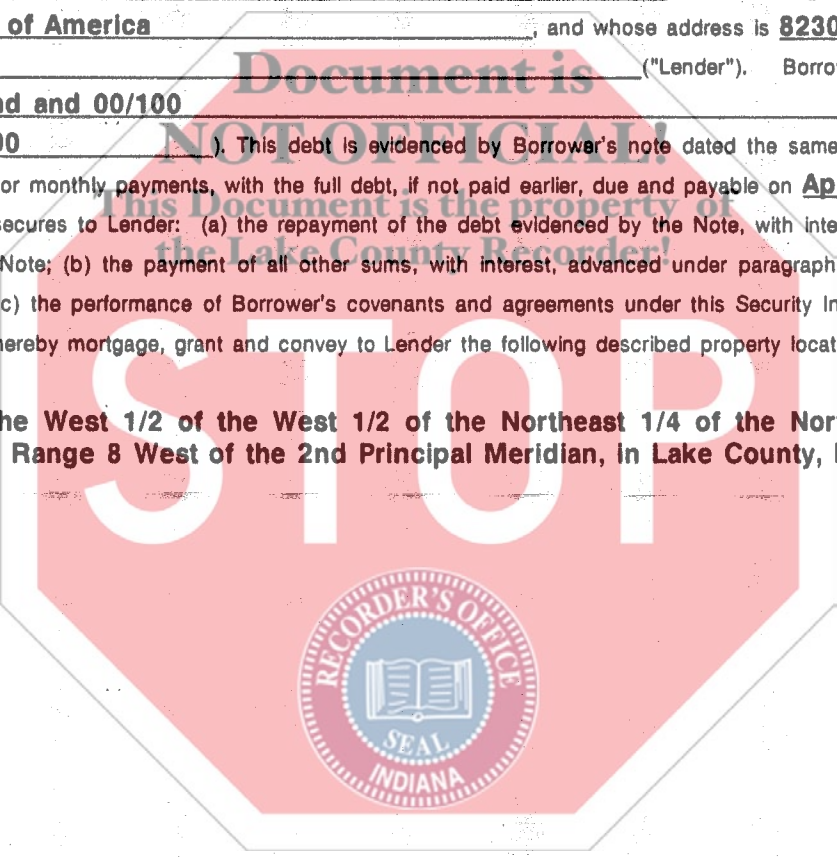 of America , and whose address is 8230
Document is
("Lender"). Borro
nd and 00/100
00 ). This debt is evidenced by Borrower's note dated the same
NOT OFFICIAL!
or monthly payments, with the full debt, if not paid earlier, due and payable on Ap
This Document is the property of
secures to Lender: (a) the repayment of the debt evidenced by the Note, with inte
the Lake County Recorder!
Note; (b) the payment of all other sums, with interest, advanced under paragraph
c) the performance of Borrower's covenants and agreements under this Security In
hereby mortgage, grant and convey to Lender the following described property locat
STOP
he West 1/2 of the West 1/2 of the Northeast 1/4 of the Nor
Range 8 West of the 2nd Principal Meridian, in Lake County, I
RECORDER'S OFFICE
SEAL
INDIANA